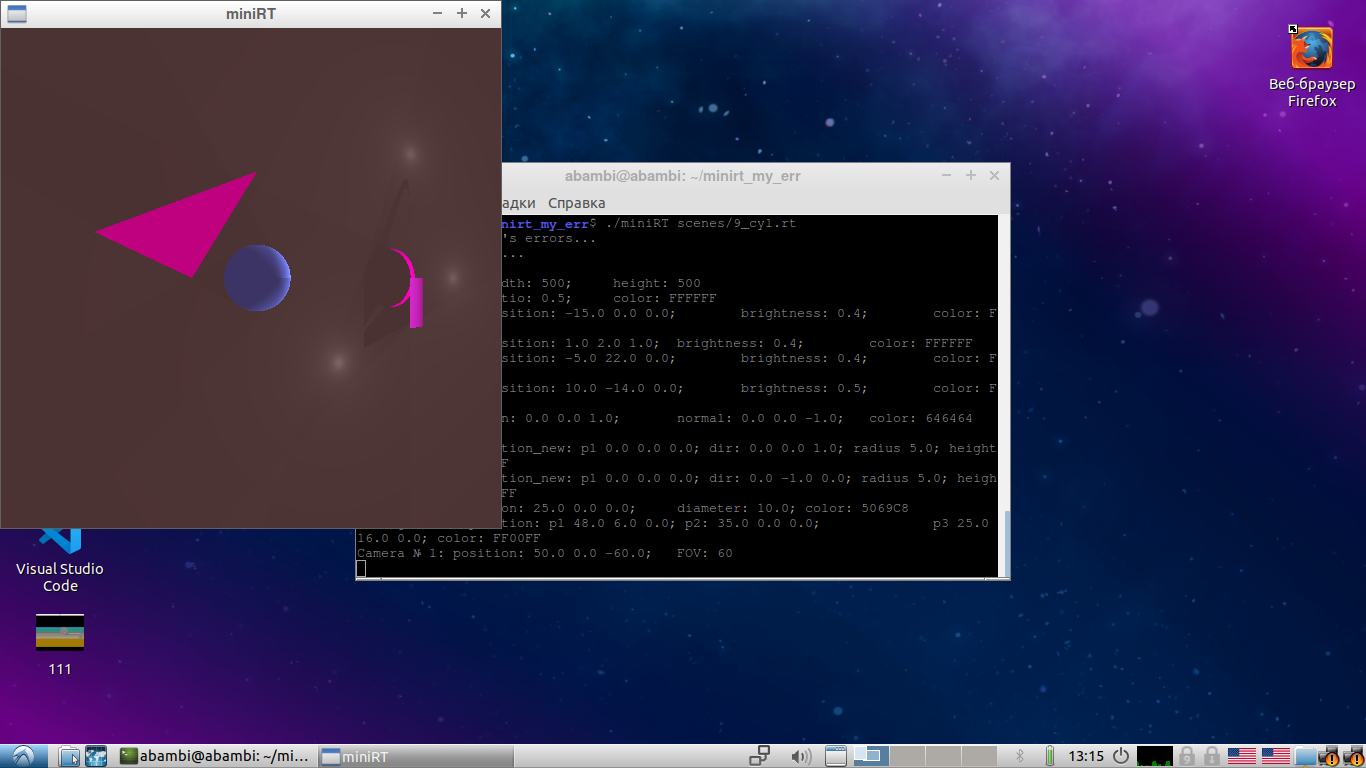 miniRT
Веб-браузер
Firefox
abambi@abambi: ~/minirt_my_err
адки Справка
nirt_my_err$ ./miniRT scenes/9_cyl.rt
's errors...
...
dth: 500; height: 500
tio: 0.5; color: FFFFFF
sition: -15.0 0.0 0.0; brightness: 0.4; color: F
sition: 1.0 2.0 1.0; brightness: 0.4; color: FFFFFF
sition: -5.0 22.0 0.0; brightness: 0.4; color: F
sition: 10.0 -14.0 0.0; brightness: 0.5; color: F
n: 0.0 0.0 1.0; normal: 0.0 0.0 -1.0; color: 646464
tion_new: p1 0.0 0.0 0.0; dir: 0.0 0.0 1.0; radius 5.0; height
F
tion_new: p1 0.0 0.0 0.0; dir: 0.0 -1.0 0.0; radius 5.0; heigh
FF
on: 25.0 0.0 0.0; diameter: 10.0; color: 5069C8
tion: p1 48.0 6.0 0.0; p2: 35.0 0.0 0.0; p3 25.0
16.0 0.0; color: FF00FF
Camera № 1: position: 50.0 0.0 -60.0; FOV: 60
Visual Studio
Code
111
abambi@abambi: ~/mi...
miniRT
13:15